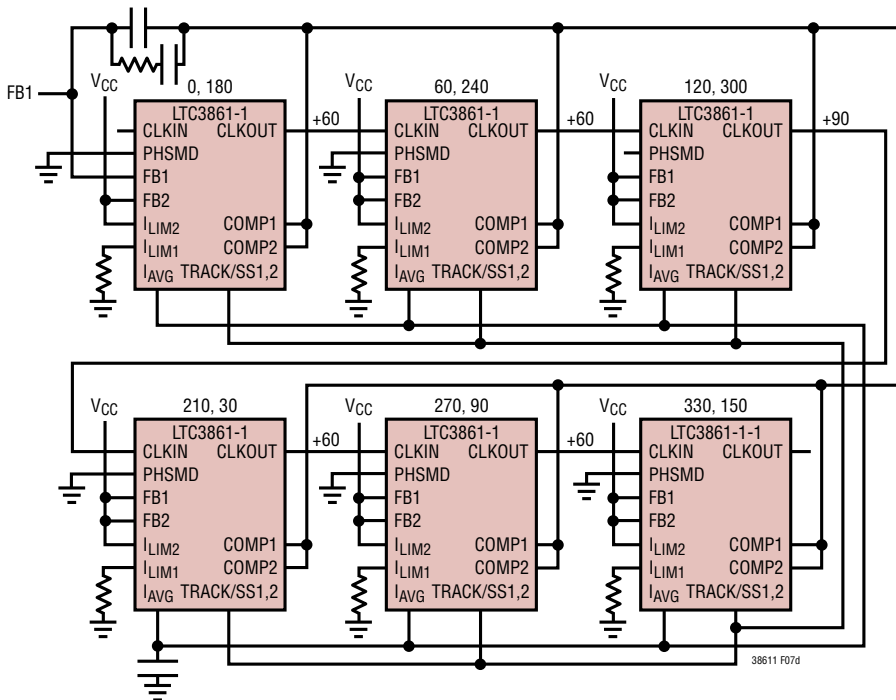 FB1
VCC
0, 180
LTC3861-1
CLKIN CLKOUT
PHSMD
FB1
FB2
ILIM2 COMP1
ILIM1 COMP2
IAVG TRACK/SS1,2
+60
VCC
60, 240
LTC3861-1
CLKIN CLKOUT
PHSMD
FB1
FB2
ILIM2 COMP1
ILIM1 COMP2
IAVG TRACK/SS1,2
+60
VCC
120, 300
LTC3861-1
CLKIN CLKOUT
PHSMD
FB1
FB2
ILIM2 COMP1
ILIM1 COMP2
IAVG TRACK/SS1,2
+90
VCC
210, 30
LTC3861-1
CLKIN CLKOUT
PHSMD
FB1
FB2
ILIM2 COMP1
ILIM1 COMP2
IAVG TRACK/SS1,2
+60
VCC
270, 90
LTC3861-1
CLKIN CLKOUT
PHSMD
FB1
FB2
ILIM2 COMP1
ILIM1 COMP2
IAVG TRACK/SS1,2
+60
VCC
330, 150
LTC3861-1-1
CLKIN CLKOUT
PHSMD
FB1
FB2
ILIM2 COMP1
ILIM1 COMP2
IAVG TRACK/SS1,2
38611 F07d